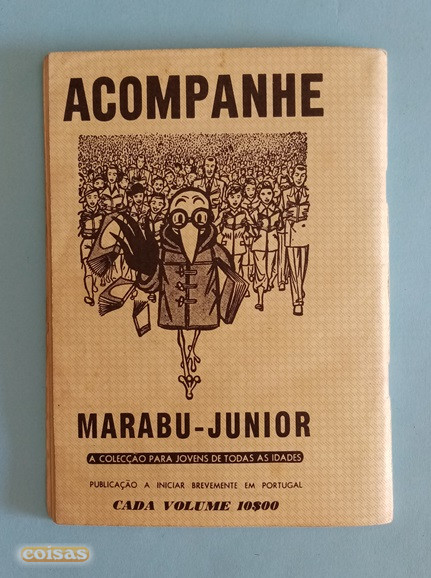 ACOMPANHE
MARABU-JUNIOR
A COLECÇÃO PARA JOVENS DE TODAS AS IDADES
PUBLICAÇÃO A INICIAR BREVEMENTE EM PORTUGAL
CADA VOLUME 10$00
coisas